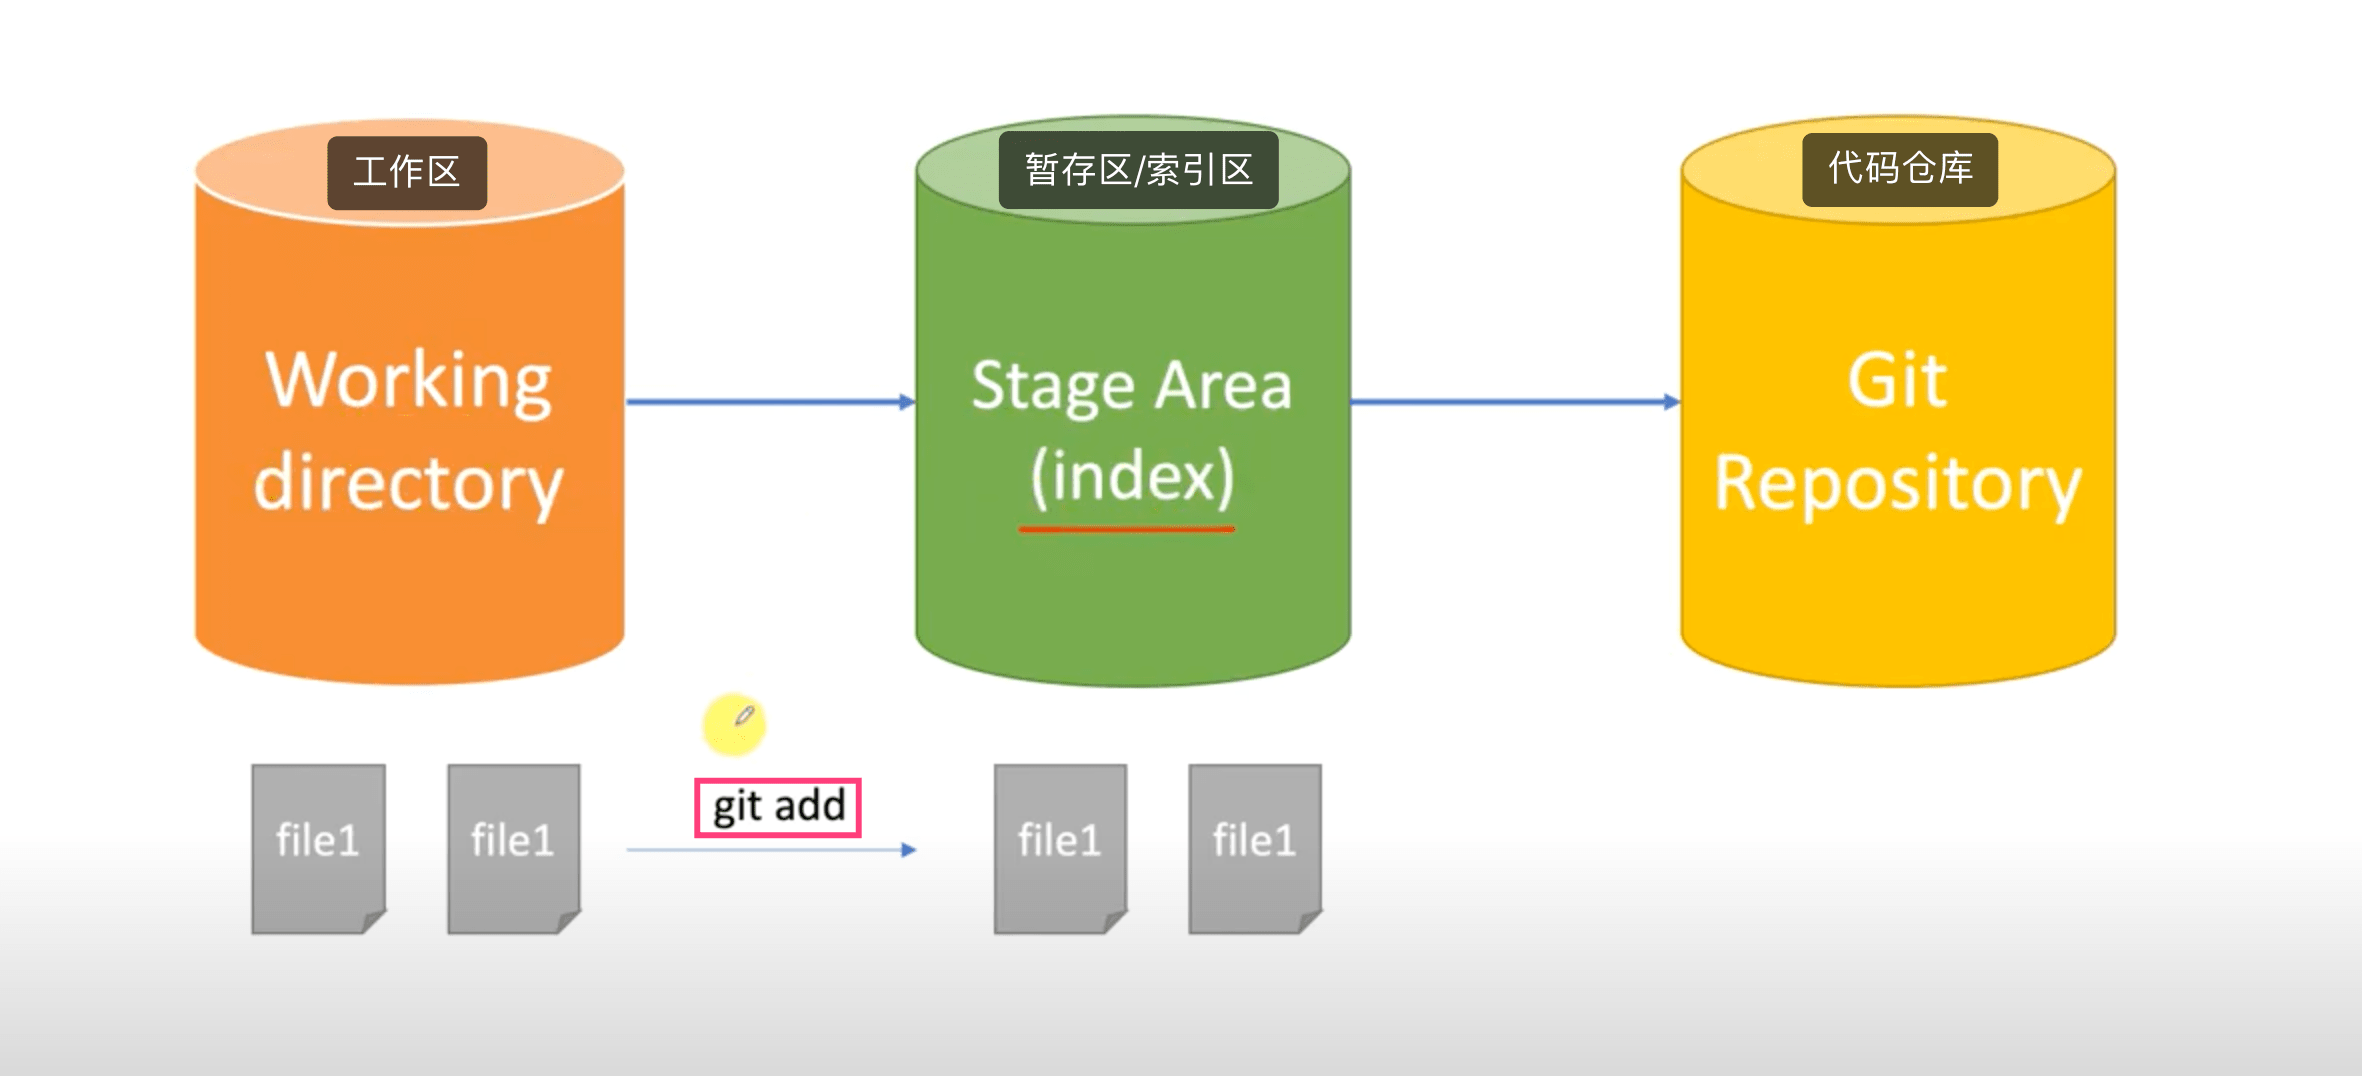 工作区
暂存区/索引区
代码仓库
Working
directory
Stage Area
(index)
Git
Repository
git add
file1
file1
file1
file1